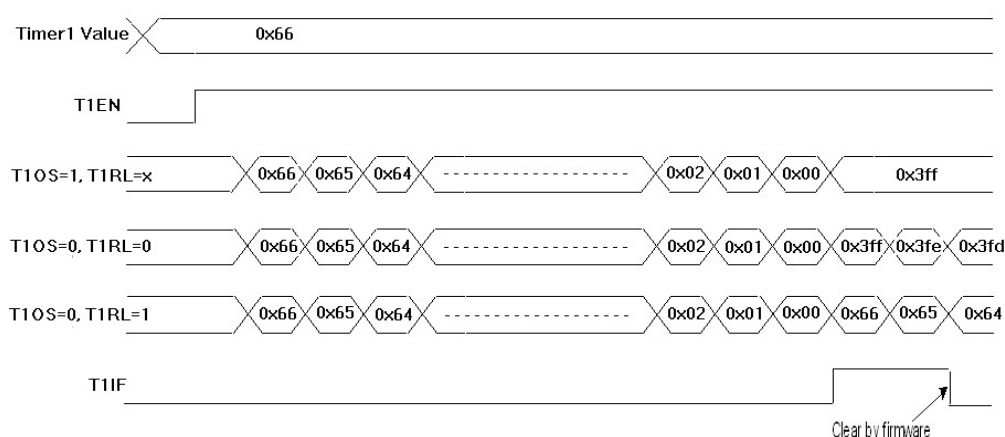 Timer1 Value 0x66
T1EN
T1OS=1, T1RL=x 0x66 0x65 0x64 0x02 0x01 0x00 0x3ff
T1OS=0, T1RL=0 0x66 0x65 0x64 0x02 0x01 0x00 0x3ff 0x3fe 0x3fd
T1OS=0, T1RL=1 0x66 0x65 0x64 0x02 0x01 0x00 0x66 0x65 0x64
T1IF
Clear by firmware